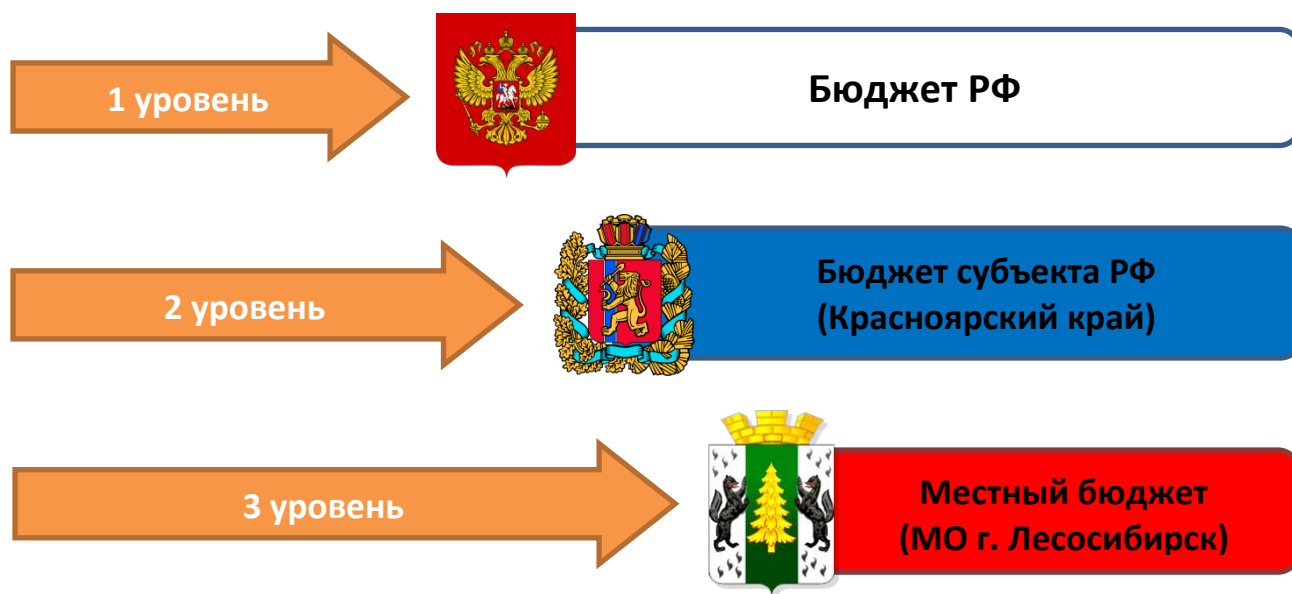 1 уровень
Бюджет РФ
2 уровень
Бюджет субъекта РФ
(Красноярский край)
3 уровень
Местный бюджет
(МО г. Лесосибирск)